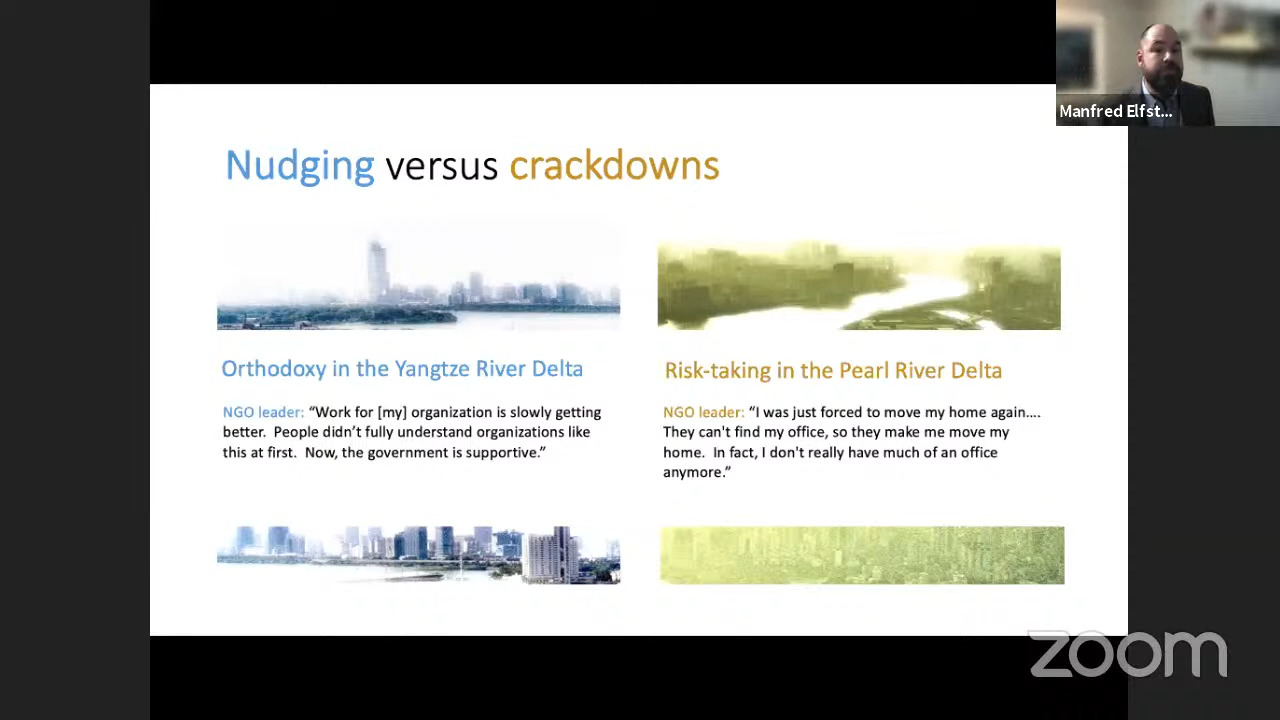 Manfred Elfst...
Nudging versus crackdowns
Orthodoxy in the Yangtze River Delta
NGO leader: “Work for [my] organization is slowly getting
better.  People didn’t fully understand organizations like
this at first.  Now, the government is supportive.”
Risk-taking in the Pearl River Delta
NGO leader: “I was just forced to move my home again....
They can't find my office, so they make me move my
home.  In fact, I don't really have much of an office
anymore.”
zoom